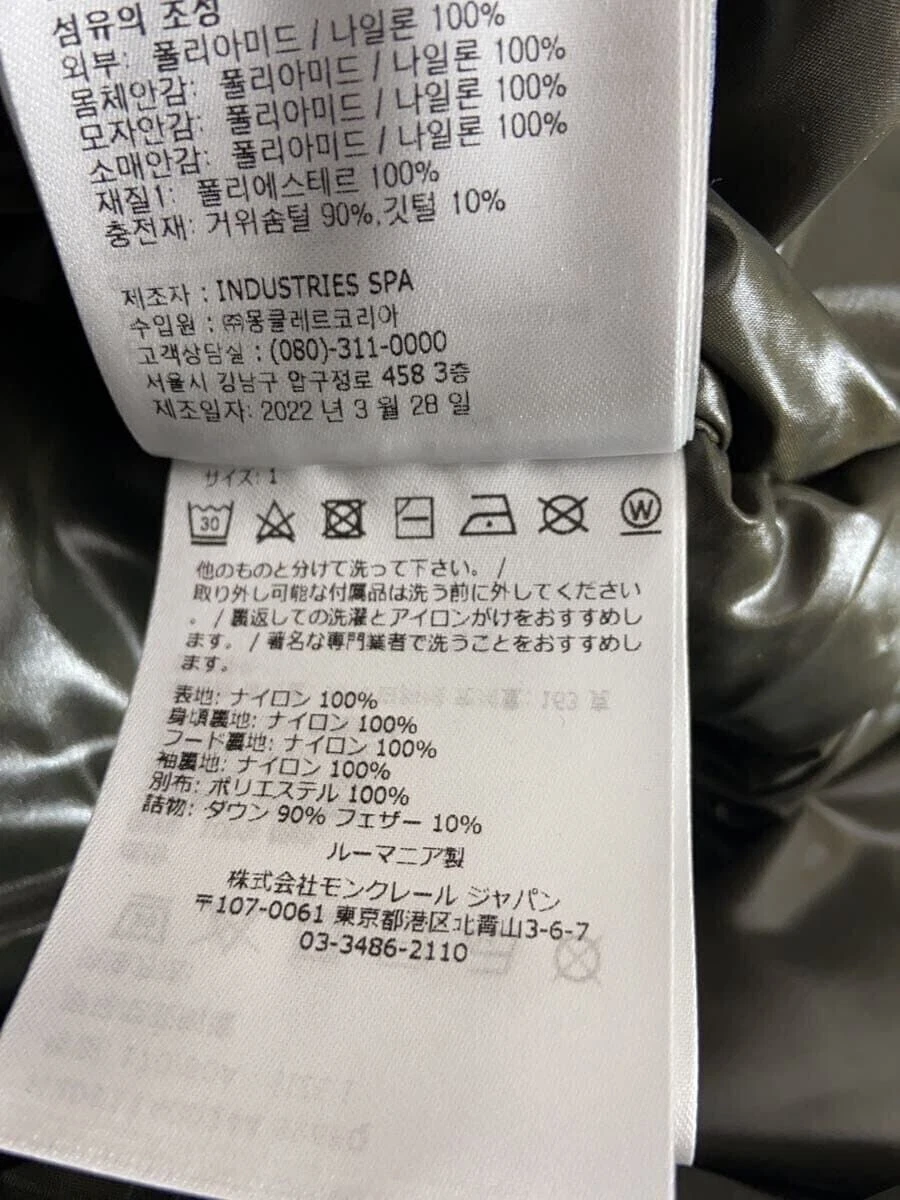 섬유의 조성
외부: 폴리아미드 / 나일론 100%
몸체안감: 폴리아미드 / 나일론 100%
모자안감: 폴리아미드 / 나일론 100%
소매안감: 폴리아미드 / 나일론 100%
재질1: 폴리에스테르 100%
충전재: 거위솜털 90%,깃털 10%
제조자 : INDUSTRIES SPA
수입원 : ㈜몽클레르코리아
고객상담실 : (080)-311-0000
서울시 강남구 압구정로 458 3층
제조일자: 2022 년 3 월 28 일
サイズ: 1
30
W
他のものと分けて洗って下さい。 /
取り外し可能な付属品は洗う前に外してください
。 / 裏返しての洗濯とアイロンがけをおすすめし
ます。 / 著名な専門業者で洗うことをおすすめし
ます。
表地: ナイロン 100%
身頃裏地: ナイロン 100%
フード裏地: ナイロン 100%
袖裏地: ナイロン 100%
別布: ポリエステル 100%
詰物: ダウン 90% フェザー 10%
ルーマニア製
株式会社モンクレール ジャパン
〒107-0061 東京都港区北青山3-6-7
03-3486-2110